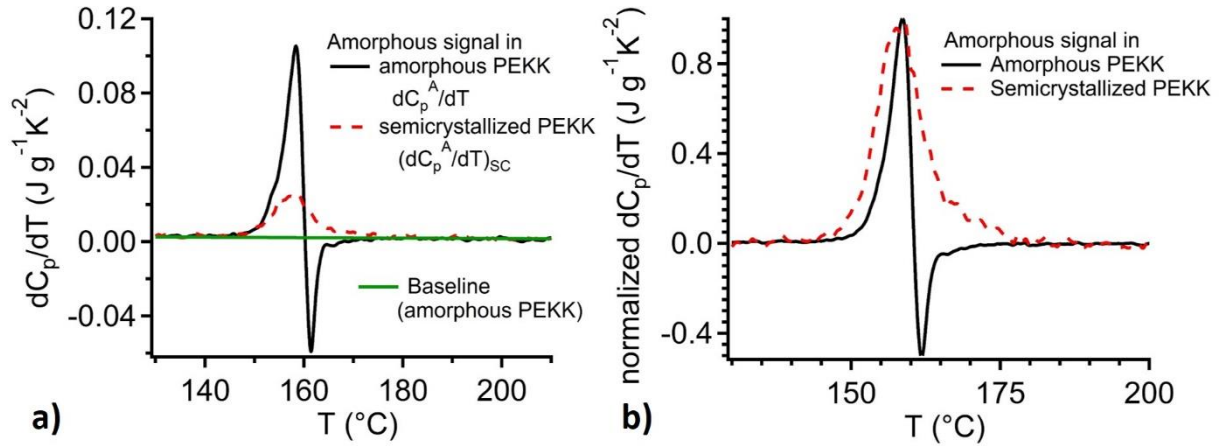 0.12
0.08
0.04
0.00
-0.04
dCp/dT (J g⁻¹K⁻²)
Amorphous signal in
amorphous PEKK
dCpᴬ/dT
semicrystallized PEKK
(dCpᴬ/dT)SC
Baseline
(amorphous PEKK)
140 160 180 200
T (°C)
a)
0.8
0.4
0.0
-0.4
normalized dCp/dT (J g⁻¹K⁻²)
Amorphous signal in
Amorphous PEKK
Semicrystallized PEKK
150 175 200
T (°C)
b)